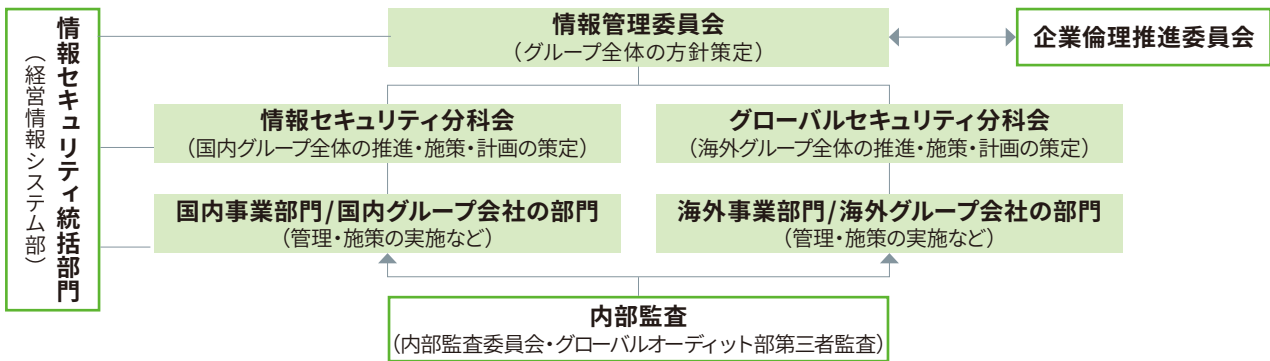 情報セキュリティ統括部門
（経営情報システム部）
情報管理委員会
（グループ全体の方針策定）
企業倫理推進委員会
情報セキュリティ分科会
（国内グループ全体の推進・施策・計画の策定）
グローバルセキュリティ分科会
（海外グループ全体の推進・施策・計画の策定）
国内事業部門/国内グループ会社の部門
（管理・施策の実施など）
海外事業部門/海外グループ会社の部門
（管理・施策の実施など）
内部監査
（内部監査委員会・グローバルオーディット部第三者監査）